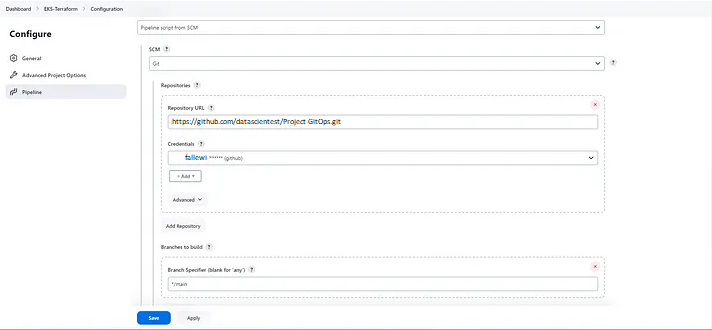 Dashboard > EKS-Terraform > Configuration
Configure
General
Advanced Project Options
Pipeline
Pipeline script from SCM
SCM ?
Git
?
Repositories ?
Repository URL ?
https://github.com/datascientest/Project GitOps.git
Credentials ?
fallewi ****** (github)
+ Add
Advanced
Add Repository
Branches to build ?
Branch Specifier (blank for 'any') ?
*/main
Save
Apply